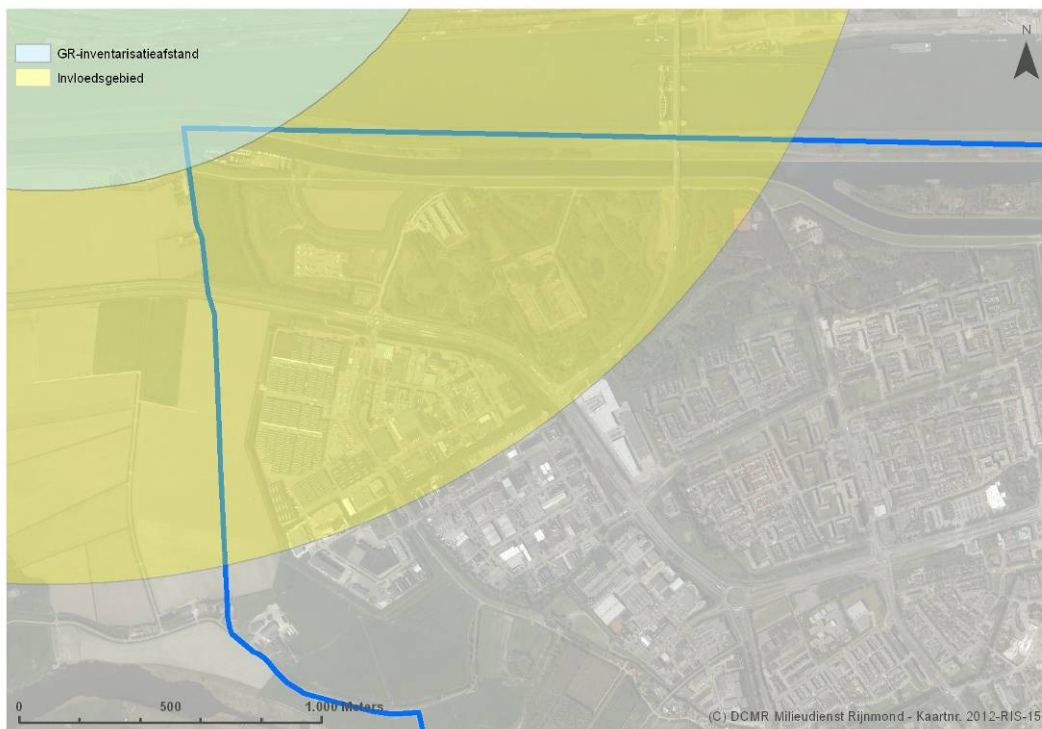 GR-inventarisatieafstand
Invloedsgebied
N
0 500 1.000 Meters
(C) DCMR Milieudienst Rijnmond - Kaartnr. 2012-RIS-15